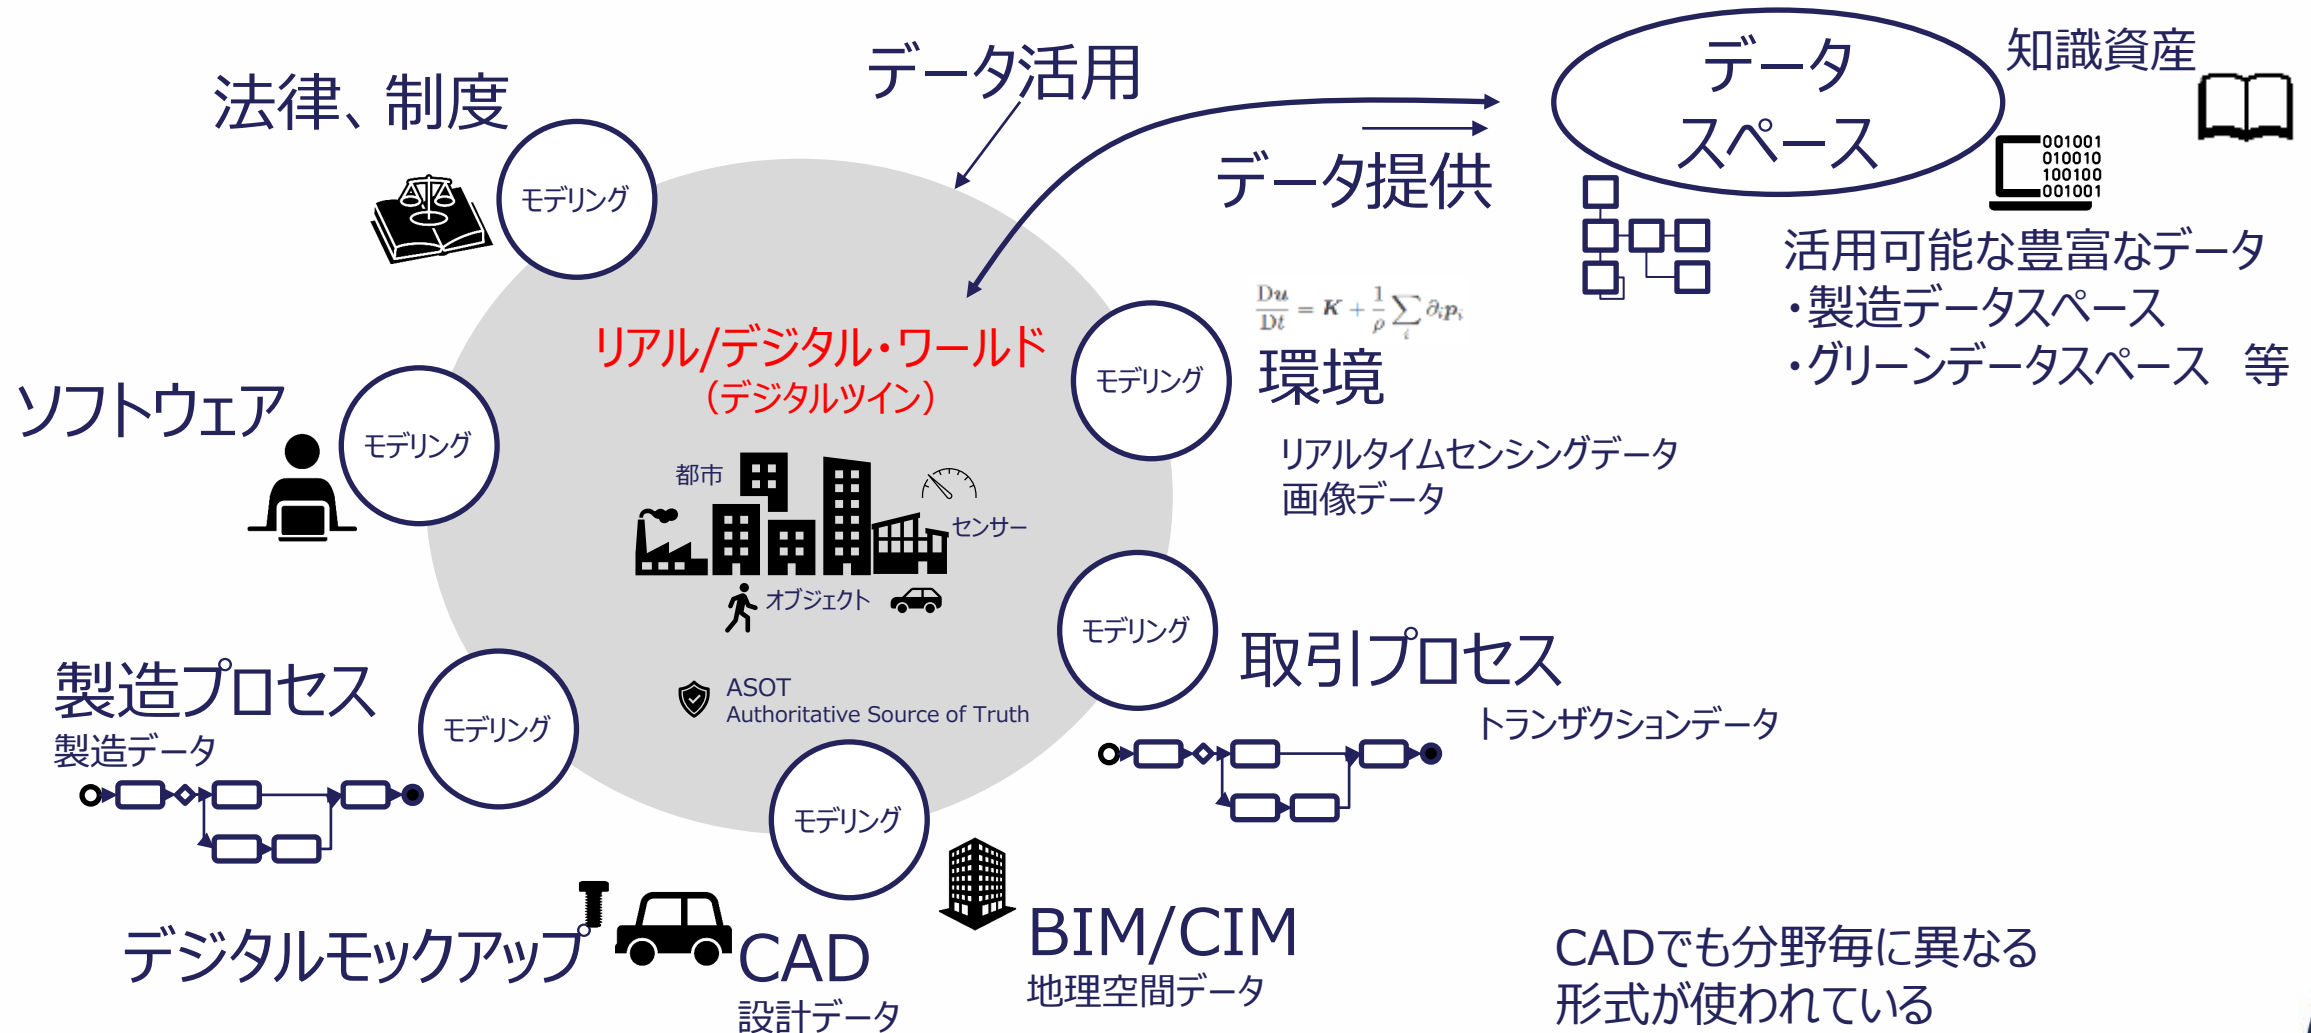 法律、制度
モデリング
データ活用
データ提供
データ
スペース
知識資産
001001
010010
100100
001001
活用可能な豊富なデータ
・製造データスペース
・グリーンデータスペース　等
リアル/デジタル・ワールド
（デジタルツイン）
モデリング
Du/Dt = K + 1/ρ ∑i ∂ipi
環境
リアルタイムセンシングデータ
画像データ
ソフトウェア
モデリング
都市
センサー
オブジェクト
モデリング
取引プロセス
トランザクションデータ
製造プロセス
製造データ
モデリング
ASOT
Authoritative Source of Truth
モデリング
デジタルモックアップ
CAD
設計データ
BIM/CIM
地理空間データ
CADでも分野毎に異なる
形式が使われている